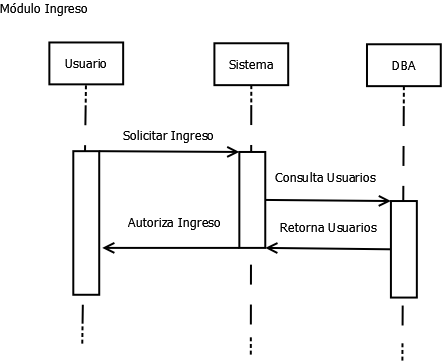 Módulo Ingreso
Usuario
Sistema
DBA
Solicitar Ingreso
Consulta Usuarios
Autoriza Ingreso
Retorna Usuarios